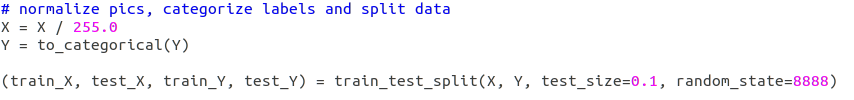 # normalize pics, categorize labels and split data
X = X / 255.0
Y = to_categorical(Y)
(train_X, test_X, train_Y, test_Y) = train_test_split(X, Y, test_size=0.1, random_state=8888)